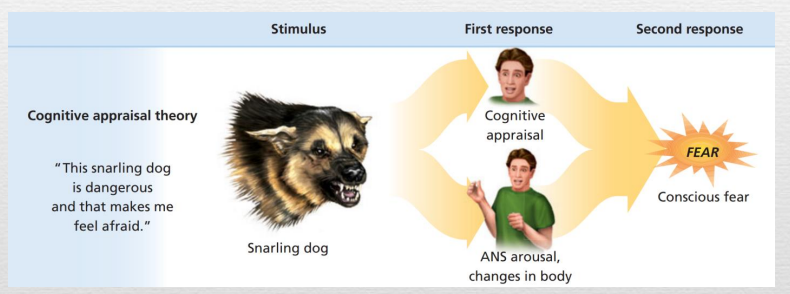 Stimulus
First response
Second response
Cognitive appraisal theory
"This snarling dog
is dangerous
and that makes me
feel afraid."
Snarling dog
Cognitive
appraisal
ANS arousal,
changes in body
FEAR
Conscious fear